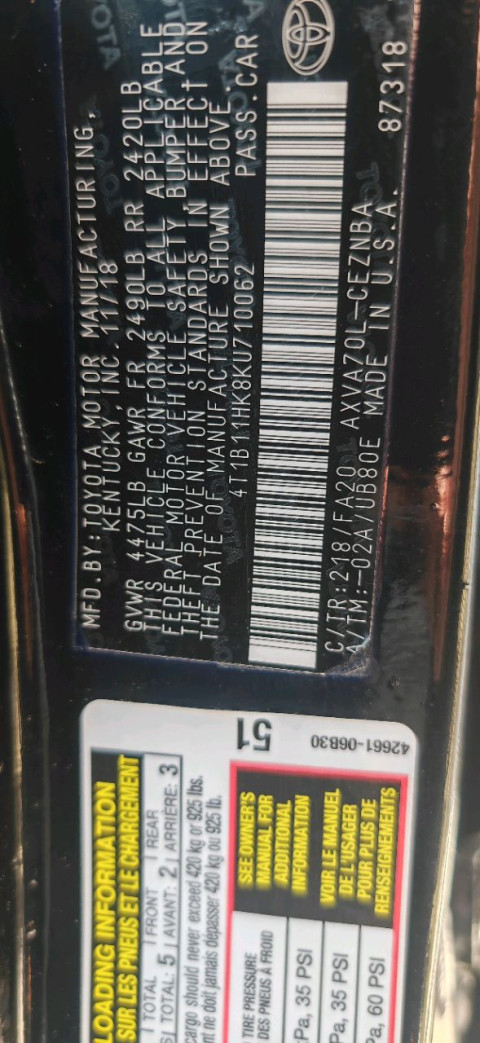 MFD.BY:TOYOTA MOTOR MANUFACTURING,
KENTUCKY, INC 11/18
GVWR 4475LB GAWR FR 2490LB RR 2420LB
THIS VEHICLE CONFORMS TO ALL APPLICABLE
FEDERAL MOTOR VEHICLE SAFETY BUMPER AND
THEFT PREVENTION STANDARDS IN EFFECT ON
THE DATE OF MANUFACTURE SHOWN ABOVE.
4T1B11HK8KU710062 PASS.CAR
C/TR:218/FA20 AXVA70L-CEZNBA
A/TM:-02A/UB80E MADE IN U.S.A. 87318
51
42661-06B30
LOADING INFORMATION
SUR LES PNEUS ET LE CHARGEMENT
TOTAL FRONT REAR
TOTAL: 5 AVANT: 2 ARRIÈRE: 3
cargo should never exceed 420 kg or 925 lbs.
nt ne doit jamais dépasser 420 kg ou 925 lb.
TIRE PRESSURE
DES PNEUS À FROID
Pa, 35 PSI
Pa, 35 PSI
Pa, 60 PSI
SEE OWNER'S
MANUAL FOR
ADDITIONAL
INFORMATION
VOIR LE MANUEL
DE L'USAGER
POUR PLUS DE
RENSEIGNEMENTS